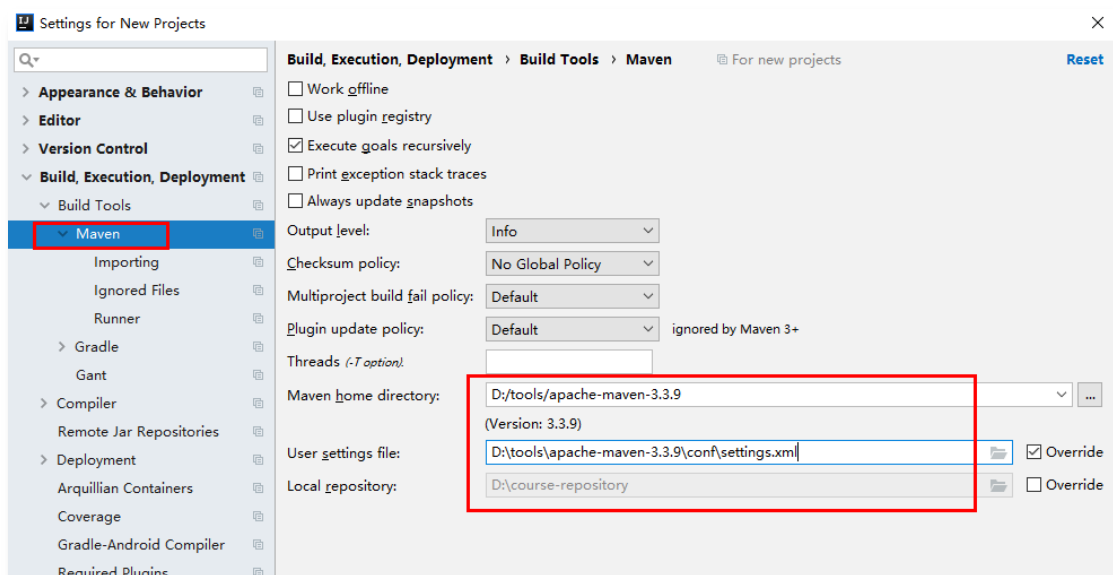 Settings for New Projects
Appearance & Behavior
Editor
Version Control
Build, Execution, Deployment
Build Tools
Maven
Importing
Ignored Files
Runner
Gradle
Gant
Compiler
Remote Jar Repositories
Deployment
Arquillian Containers
Coverage
Gradle-Android Compiler
Required Plugins
Build, Execution, Deployment › Build Tools › Maven For new projects Reset
Work offline
Use plugin registry
Execute goals recursively
Print exception stack traces
Always update snapshots
Output level: Info
Checksum policy: No Global Policy
Multiproject build fail policy: Default
Plugin update policy: Default ignored by Maven 3+
Threads (-T option).
Maven home directory: D:/tools/apache-maven-3.3.9 ...
(Version: 3.3.9)
User settings file: D:\tools\apache-maven-3.3.9\conf\settings.xml Override
Local repository: D:\course-repository Override